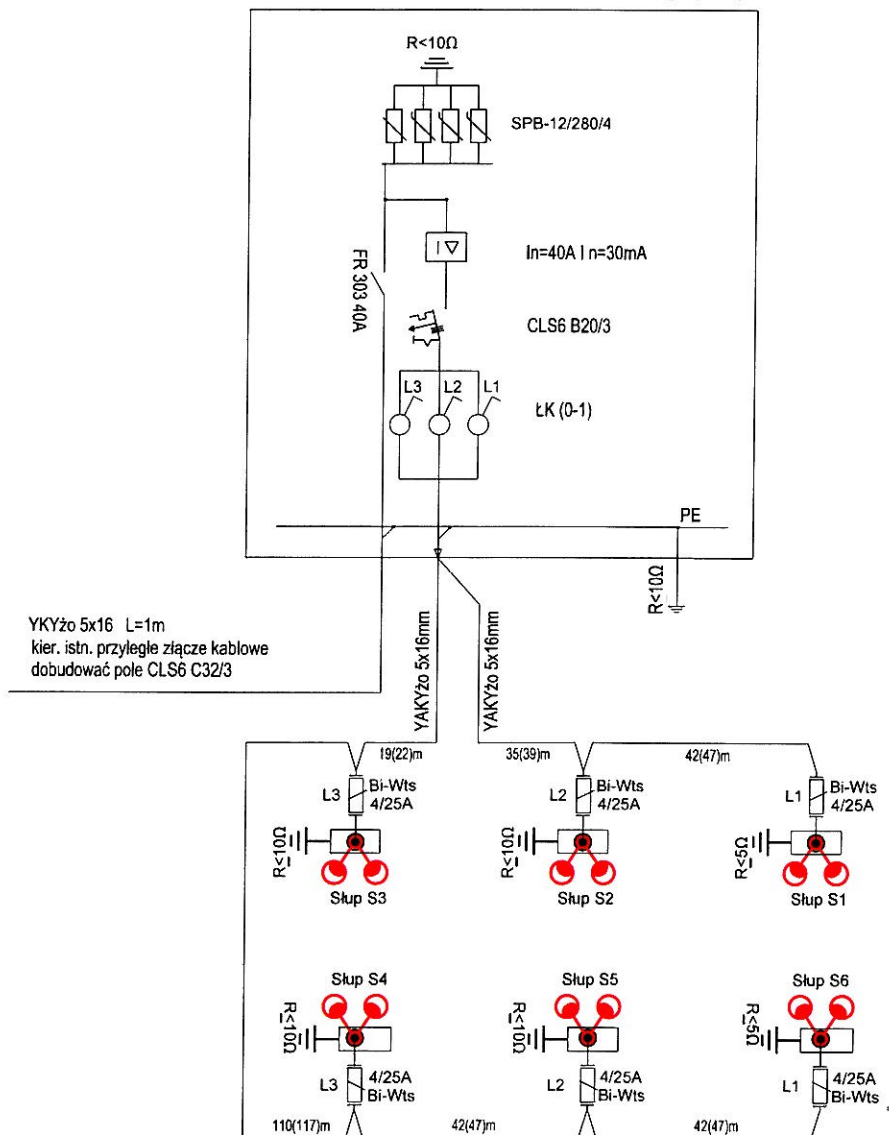 R<10Ω
SPB-12/280/4
FR 303 40A
In=40A I n=30mA
CLS6 B20/3
L3 L2 L1
ŁK (0-1)
PE
R<10Ω
YKYżo 5x16 L=1m
kier. istn. przyległe złącze kablowe
dobudować pole CLS6 C32/3
YAKYżo 5x16mm
YAKYżo 5x16mm
19(22)m
35(39)m
42(47)m
L3 Bi-Wts
4/25A
L2 Bi-Wts
4/25A
L1 Bi-Wts
4/25A
R<10Ω
R<10Ω
R<5Ω
Słup S3
Słup S2
Słup S1
Słup S4
Słup S5
Słup S6
R<10Ω
R<10Ω
R<5Ω
L3 4/25A
Bi-Wts
L2 4/25A
Bi-Wts
L1 4/25A
Bi-Wts
110(117)m
42(47)m
42(47)m